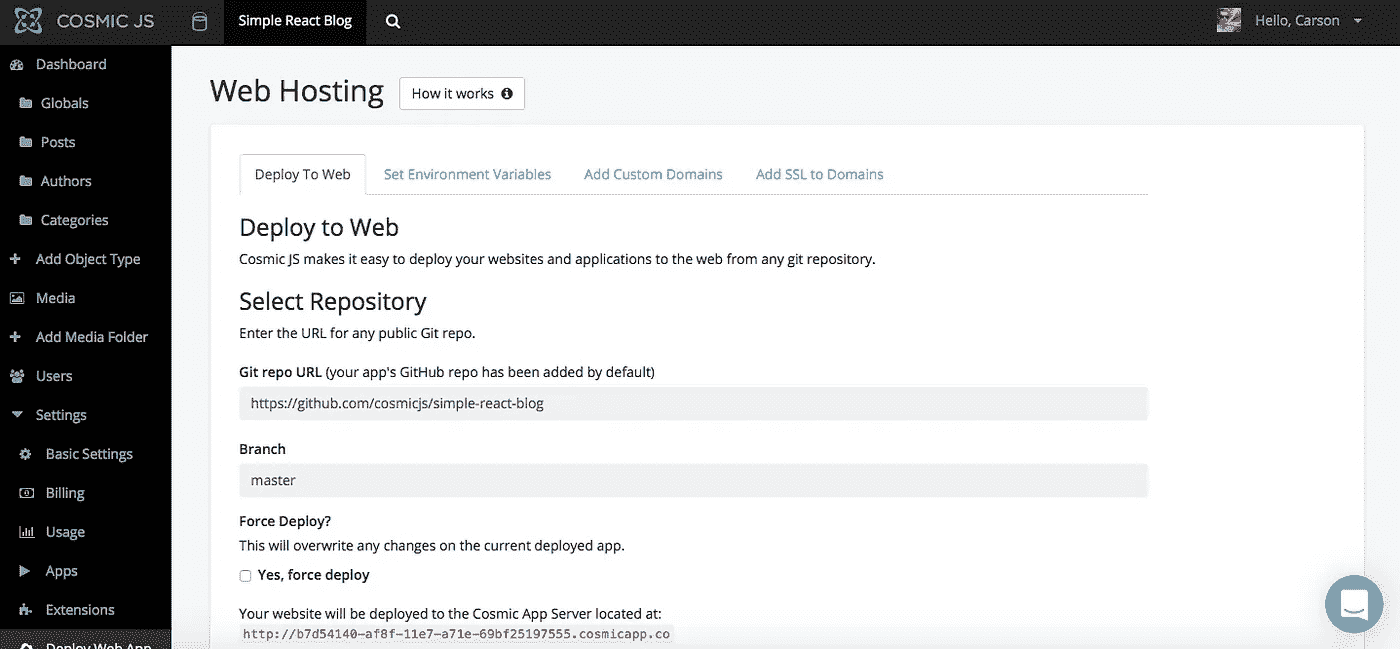 COSMIC JS
Simple React Blog
Hello, Carson
Dashboard
Globals
Posts
Authors
Categories
Add Object Type
Media
Add Media Folder
Users
Settings
Basic Settings
Billing
Usage
Apps
Extensions
Deploy Web App
Web Hosting
How it works
Deploy To Web
Set Environment Variables
Add Custom Domains
Add SSL to Domains
Deploy to Web
Cosmic JS makes it easy to deploy your websites and applications to the web from any git repository.
Select Repository
Enter the URL for any public Git repo.
Git repo URL (your app's GitHub repo has been added by default)
https://github.com/cosmicjs/simple-react-blog
Branch
master
Force Deploy?
This will overwrite any changes on the current deployed app.
Yes, force deploy
Your website will be deployed to the Cosmic App Server located at:
http://b7d54140-af8f-11e7-a71e-69bf25197555.cosmicapp.co